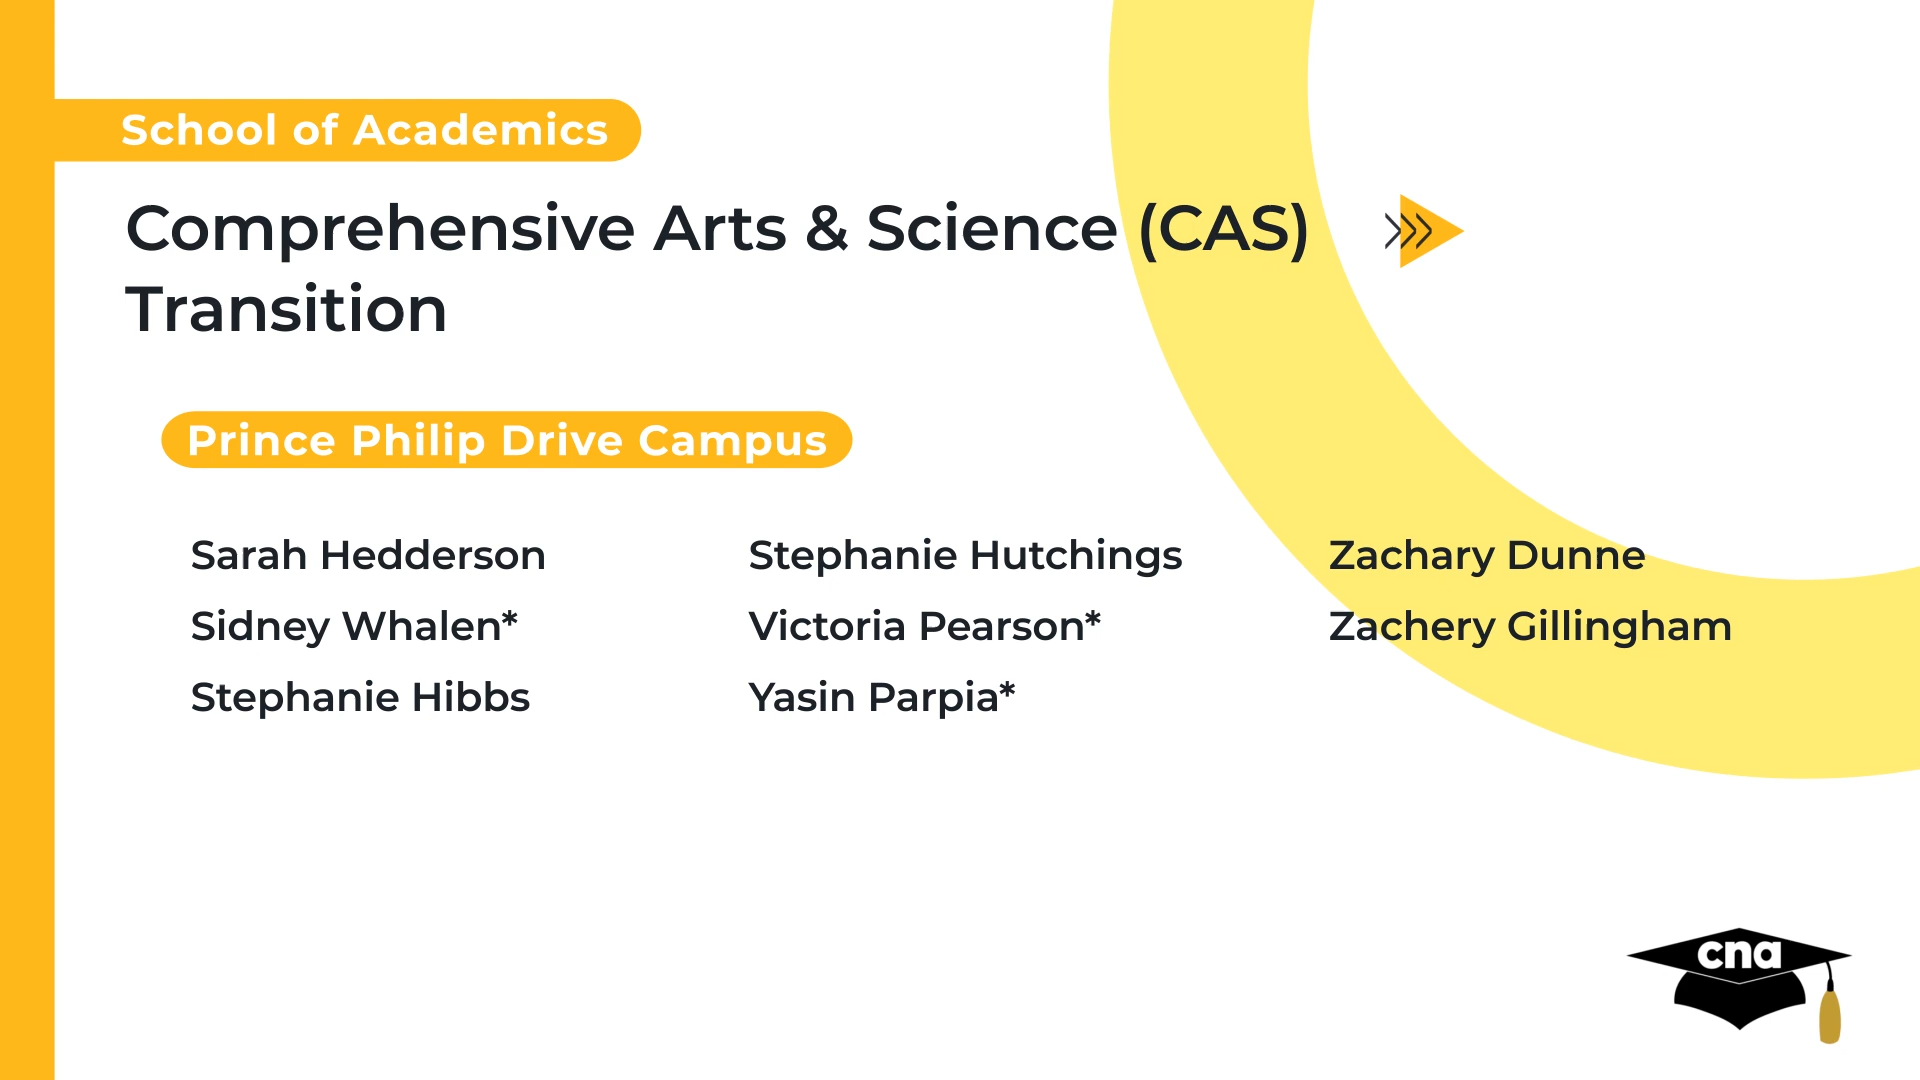 School of Academics
Comprehensive Arts & Science (CAS)
Transition
Prince Philip Drive Campus
Sarah Hedderson
Sidney Whalen*
Stephanie Hibbs
Stephanie Hutchings
Victoria Pearson*
Yasin Parpia*
Zachary Dunne
Zachery Gillingham
cna